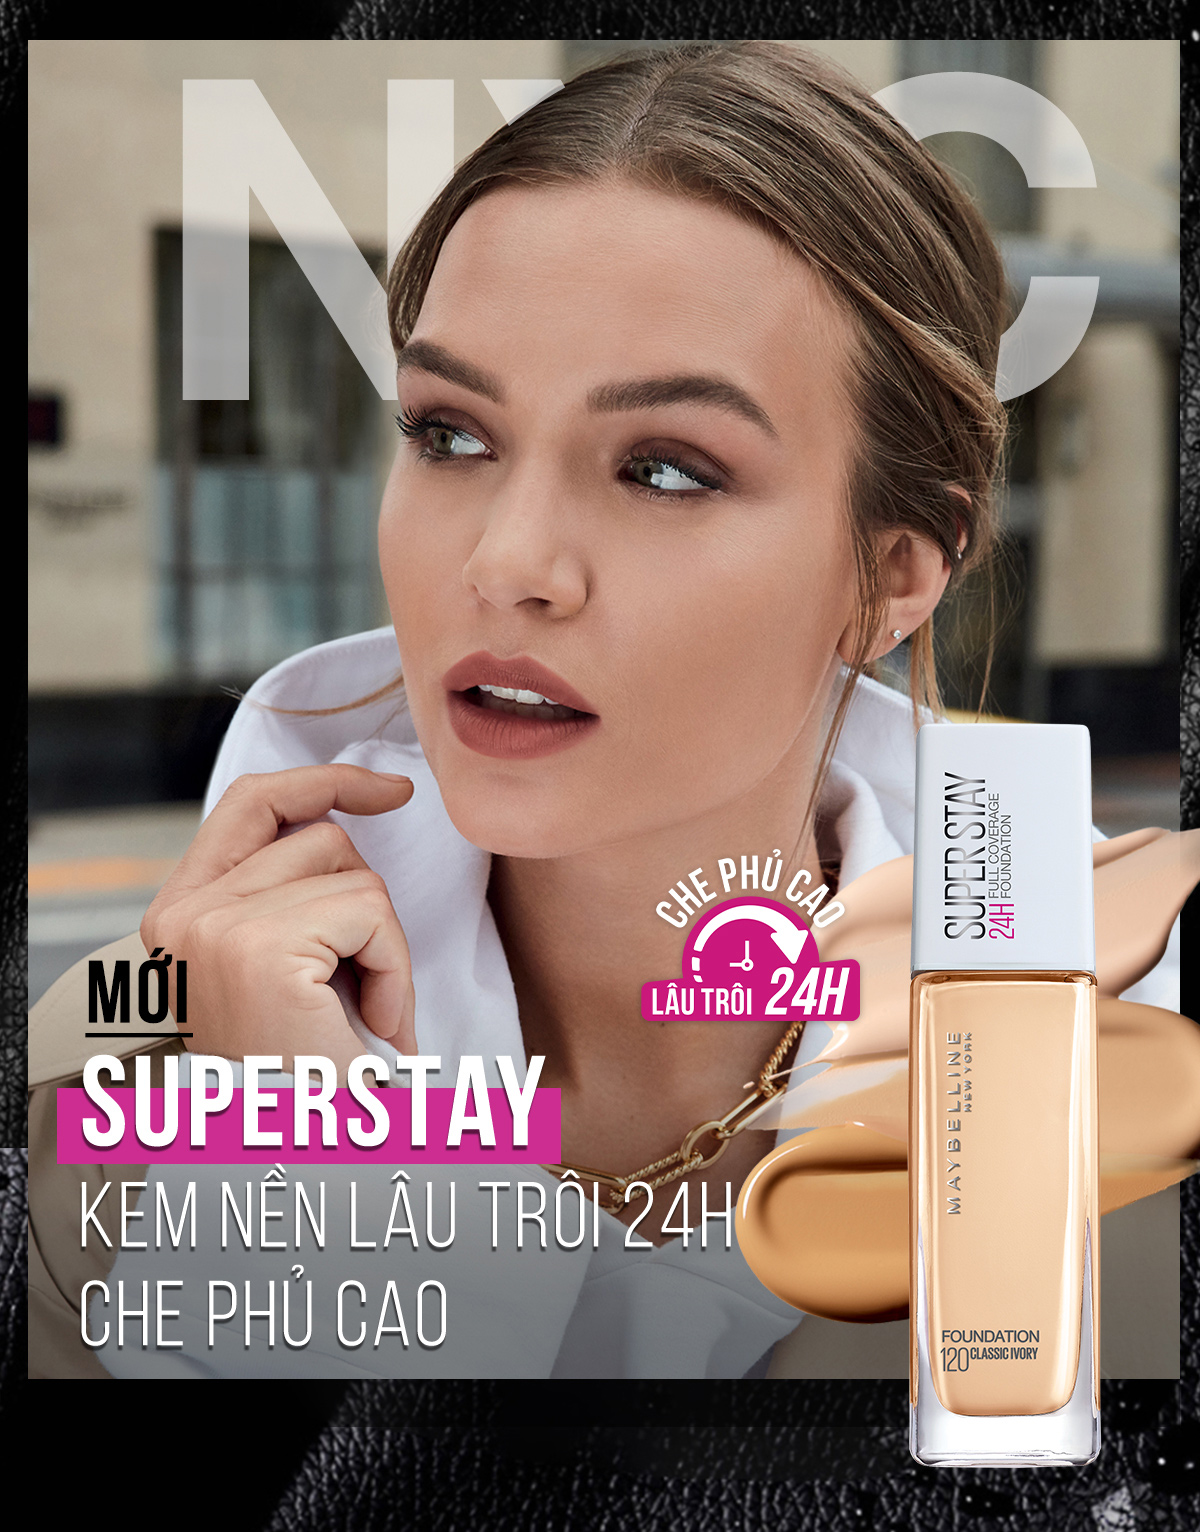 NYC
CHE PHỦ CAO
LÂU TRÔI 24H
SUPER STAY
24H FULL COVERAGE
FOUNDATION
MAYBELLINE
NEW YORK
MỚI
SUPERSTAY
KEM NỀN LÂU TRÔI 24H
CHE PHỦ CAO
FOUNDATION
120 CLASSIC IVORY